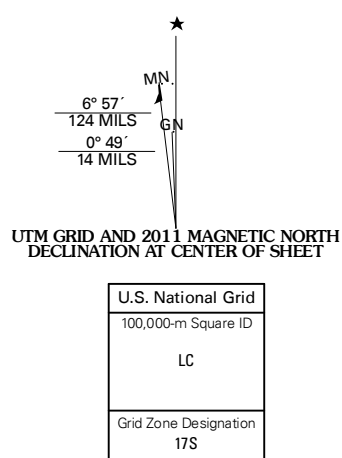 ★
MN.
6° 57´
124 MILS
GN
0° 49´
14 MILS
UTM GRID AND 2011 MAGNETIC NORTH
DECLINATION AT CENTER OF SHEET
U.S. National Grid
100,000-m Square ID
LC
Grid Zone Designation
17S